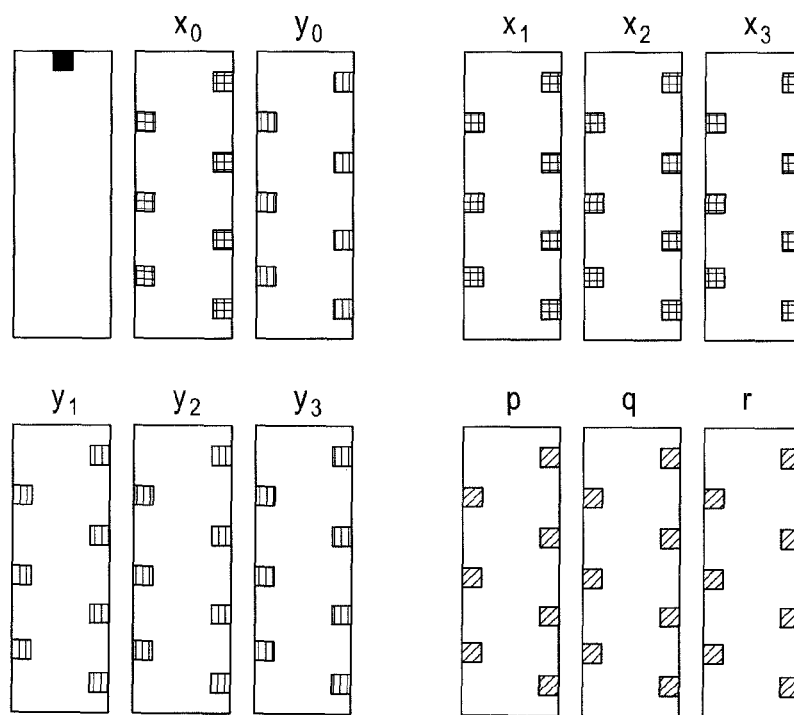 x₀ y₀ x₁ x₂ x₃
y₁ y₂ y₃ p q r